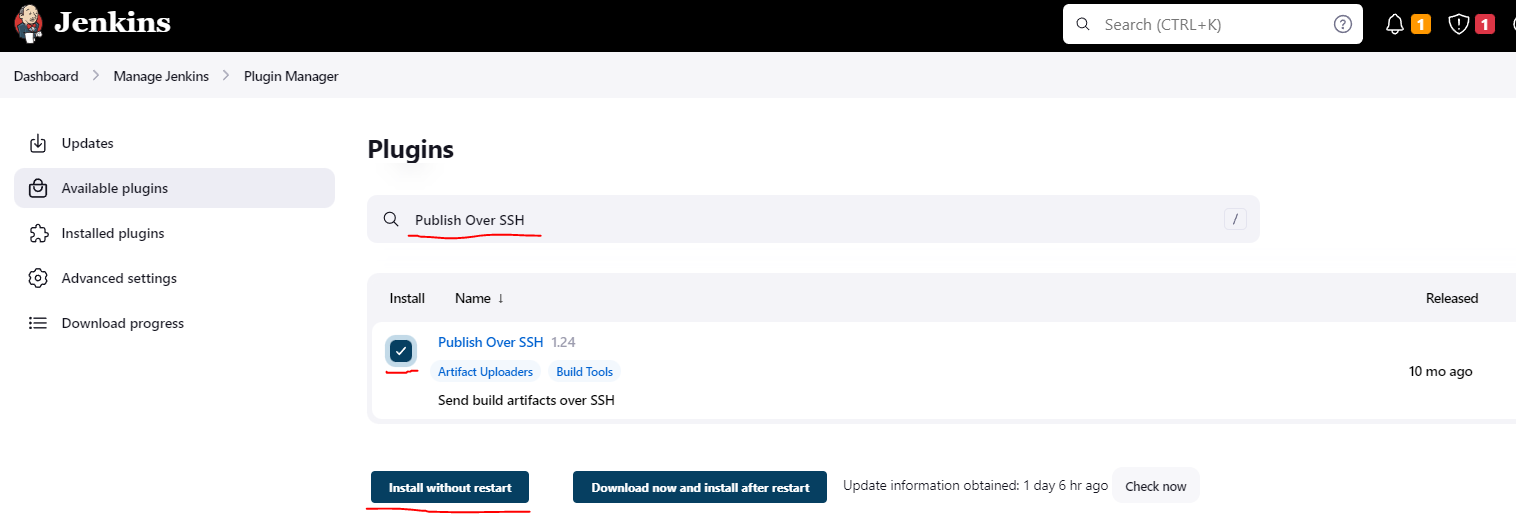 Jenkins
Search (CTRL+K)
1
1
Dashboard
Manage Jenkins
Plugin Manager
Updates
Available plugins
Installed plugins
Advanced settings
Download progress
Plugins
Publish Over SSH
/
Install Name ↓ Released
Publish Over SSH 1.24
Artifact Uploaders Build Tools
10 mo ago
Send build artifacts over SSH
Install without restart
Download now and install after restart
Update information obtained: 1 day 6 hr ago
Check now